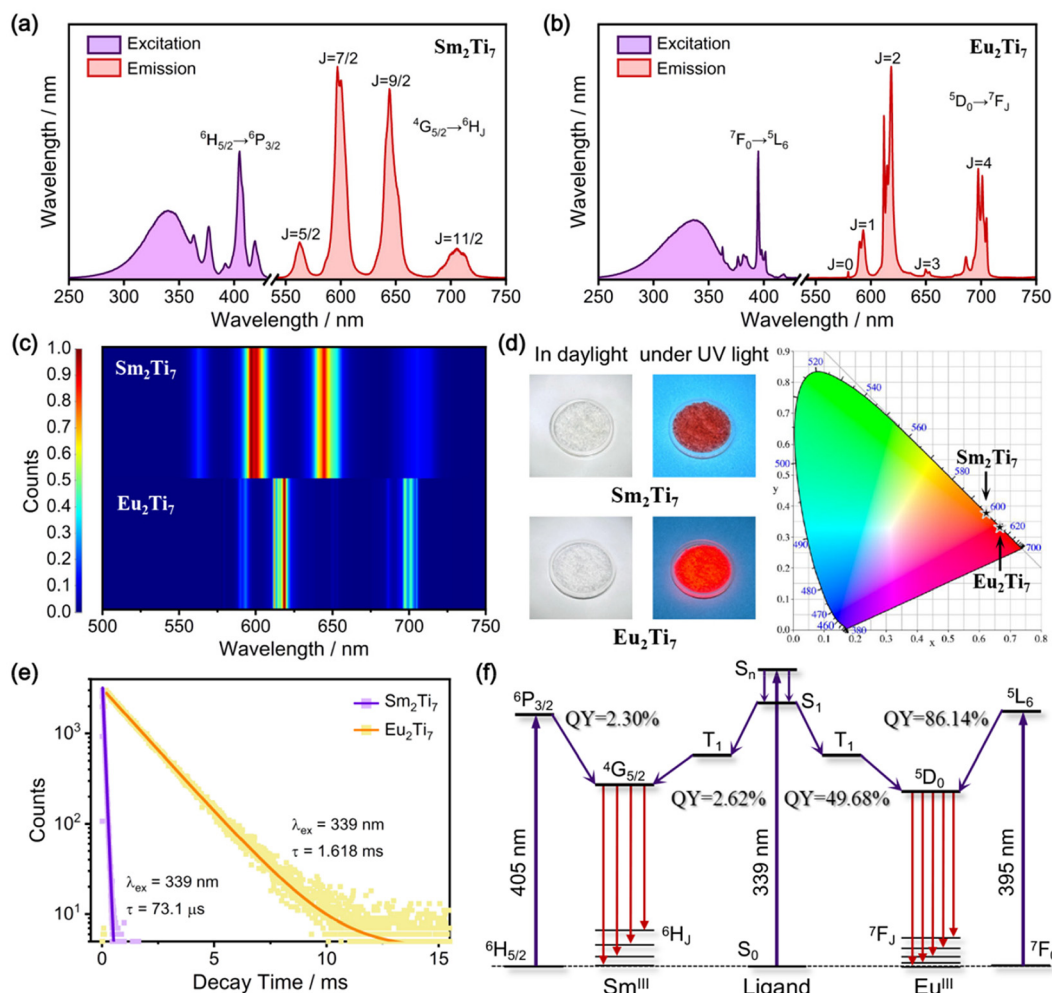 (a)
Excitation
Emission
Sm₂Ti₇
⁶H₅/₂→⁶P₃/₂
J=5/2
J=7/2
J=9/2
⁴G₅/₂→⁶H_J
J=11/2
Wavelength / nm
250 300 350 400 550 600 650 700 750
Wavelength / nm
(b)
Excitation
Emission
Eu₂Ti₇
⁷F₀→⁵L₆
J=0
J=1
J=2
J=3
J=4
⁵D₀→⁷F_J
Wavelength / nm
250 300 350 400 550 600 650 700 750
Wavelength / nm
(c)
1.0
0.9
0.8
0.7
0.6
0.5
0.4
0.3
0.2
0.1
0.0
Counts
Sm₂Ti₇
Eu₂Ti₇
500 550 600 650 700 750
Wavelength / nm
(d)
In daylight under UV light
Sm₂Ti₇
Eu₂Ti₇
0.9
0.8
0.7
0.6
0.5
0.4
0.3
0.2
0.1
0.0
y
0.0 0.1 0.2 0.3 0.4 0.5 0.6 0.7 0.8
x
520
540
560
580
600
620
700
500
490
480
470
460
380
Sm₂Ti₇
Eu₂Ti₇
(e)
Sm₂Ti₇
Eu₂Ti₇
10³
10²
10¹
Counts
λₑₓ = 339 nm
τ = 1.618 ms
λₑₓ = 339 nm
τ = 73.1 μs
0 5 10 15
Decay Time / ms
(f)
Sₙ
S₁
⁶P₃/₂
QY=2.30%
QY=86.14%
⁵L₆
T₁
T₁
⁴G₅/₂
⁵D₀
QY=2.62%
QY=49.68%
405 nm
339 nm
395 nm
⁶H_J
⁷F_J
⁶H₅/₂
S₀
⁷F₀
Smᴵᴵᴵ
Ligand
Euᴵᴵᴵ